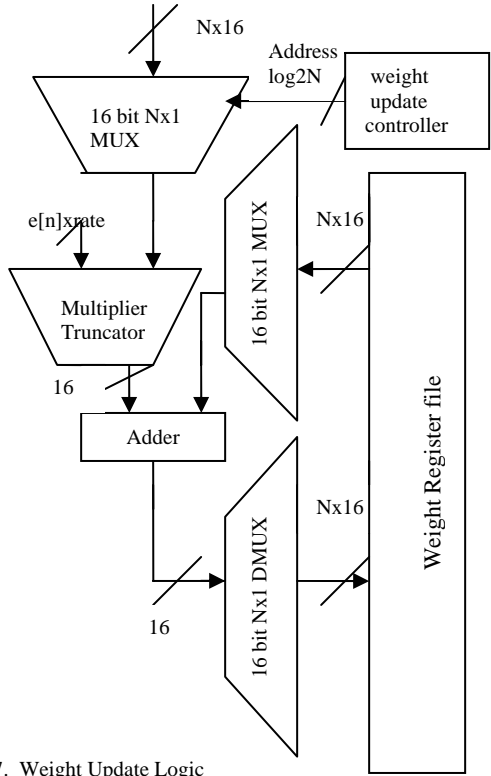 Nx16
Address
log2N
weight
update
controller
16 bit Nx1
MUX
e[n]xrate
Nx16
16 bit Nx1 MUX
Multiplier
Truncator
16
Adder
Weight Register file
Nx16
16 bit Nx1 DMUX
16
7. Weight Update Logic